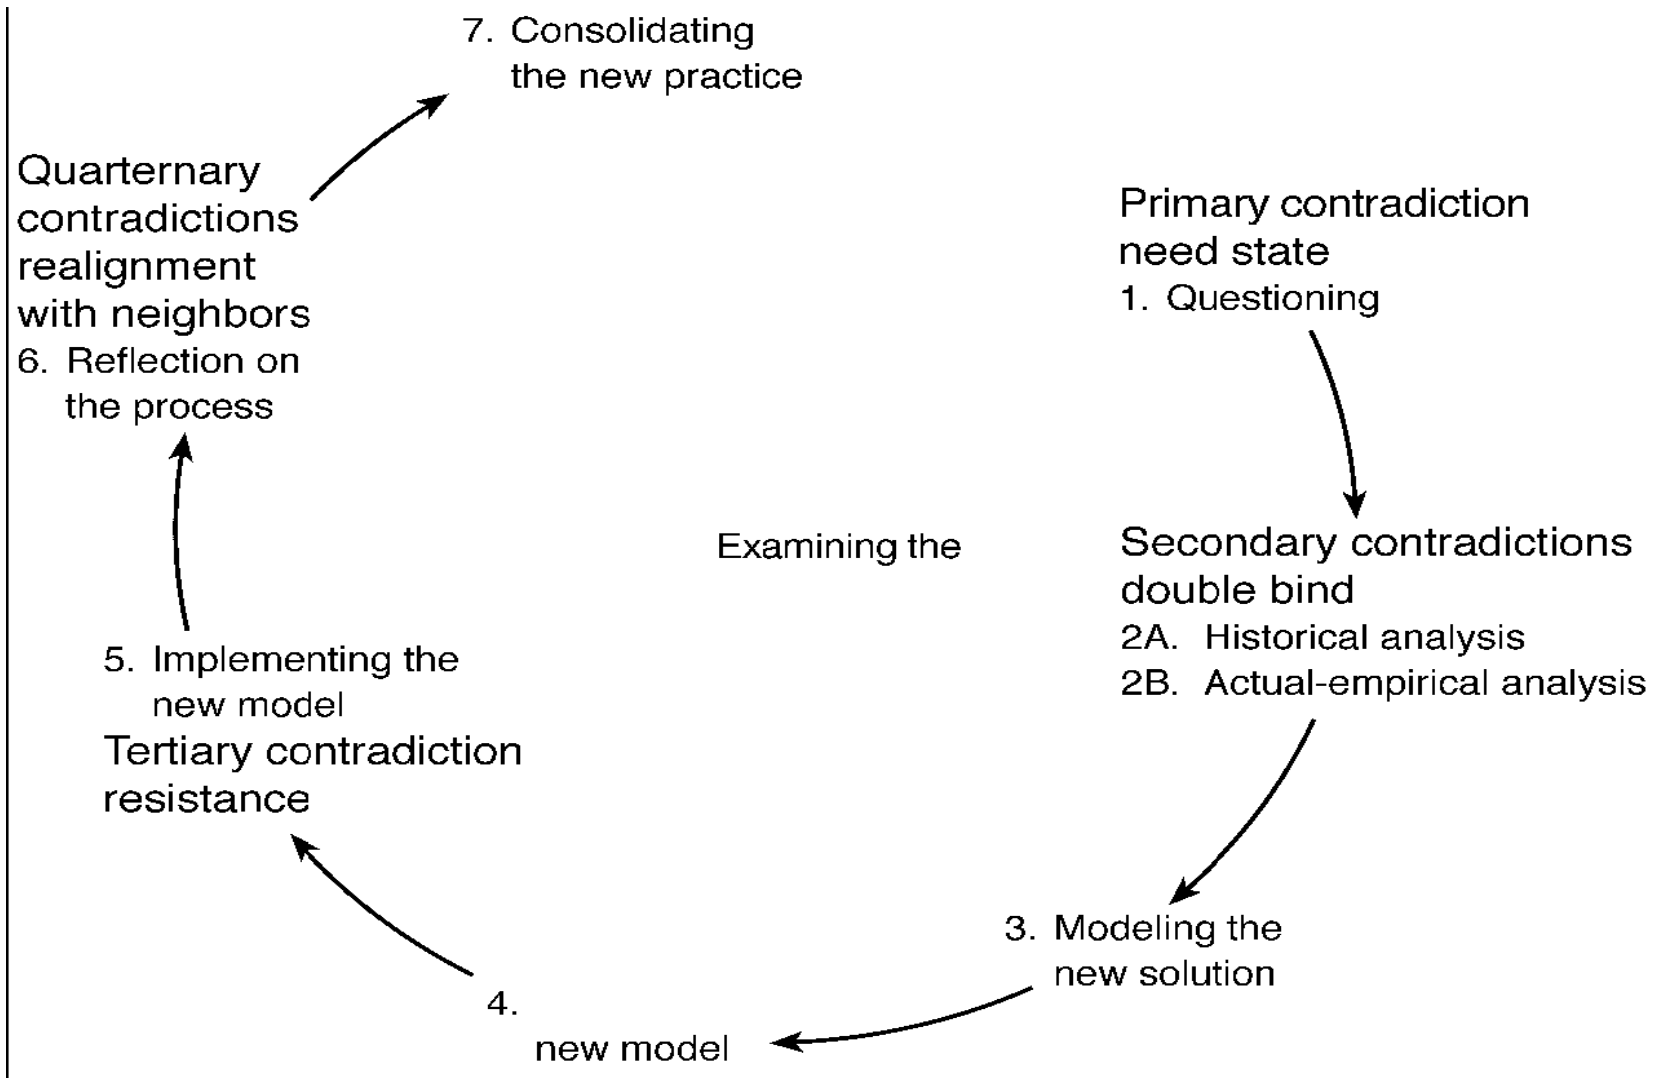 7. Consolidating
the new practice
Quarternary
contradictions
realignment
with neighbors
6. Reflection on
the process
Primary contradiction
need state
1. Questioning
Examining the
Secondary contradictions
double bind
2A. Historical analysis
2B. Actual-empirical analysis
5. Implementing the
new model
Tertiary contradiction
resistance
3. Modeling the
new solution
4.
new model